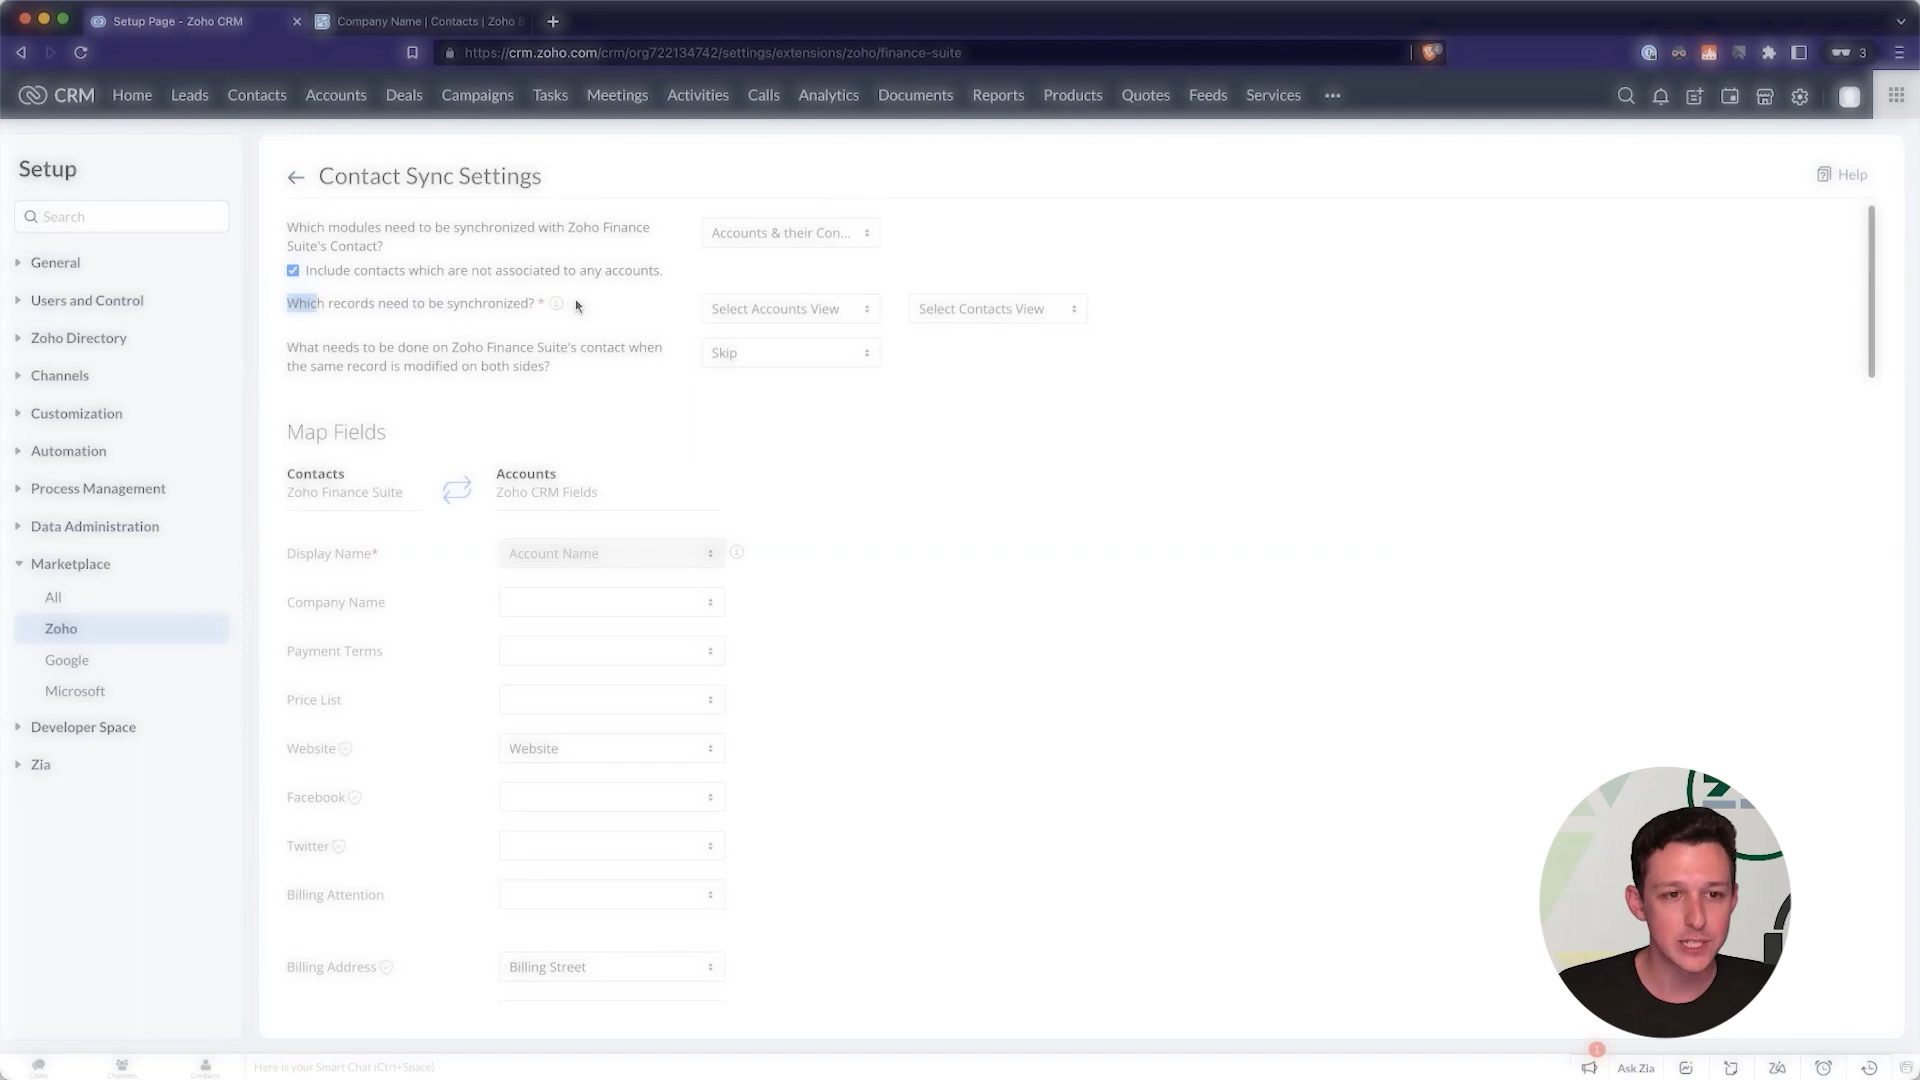 Setup Page - Zoho CRM
Company Name | Contacts | Zoho B
https://crm.zoho.com/crm/org722134742/settings/extensions/zoho/finance-suite
4
3
CRM Home Leads Contacts Accounts Deals Campaigns Tasks Meetings Activities Calls Analytics Documents Reports Products Quotes Feeds Services
Setup
Search
General
Users and Control
Zoho Directory
Channels
Customization
Automation
Process Management
Data Administration
Marketplace
All
Zoho
Google
Microsoft
Developer Space
Zia
Contact Sync Settings
Help
Which modules need to be synchronized with Zoho Finance
Suite's Contact?
Accounts & their Con...
Include contacts which are not associated to any accounts.
Which records need to be synchronized? *
Select Accounts View
Select Contacts View
What needs to be done on Zoho Finance Suite's contact when
the same record is modified on both sides?
Skip
Map Fields
Contacts
Zoho Finance Suite
Accounts
Zoho CRM Fields
Display Name*
Account Name
Company Name
Payment Terms
Price List
Website
Website
Facebook
Twitter
Billing Attention
Billing Address
Billing Street
Chats
Channels
Contacts
Here is your Smart Chat (Ctrl+Space)
1
Ask Zia